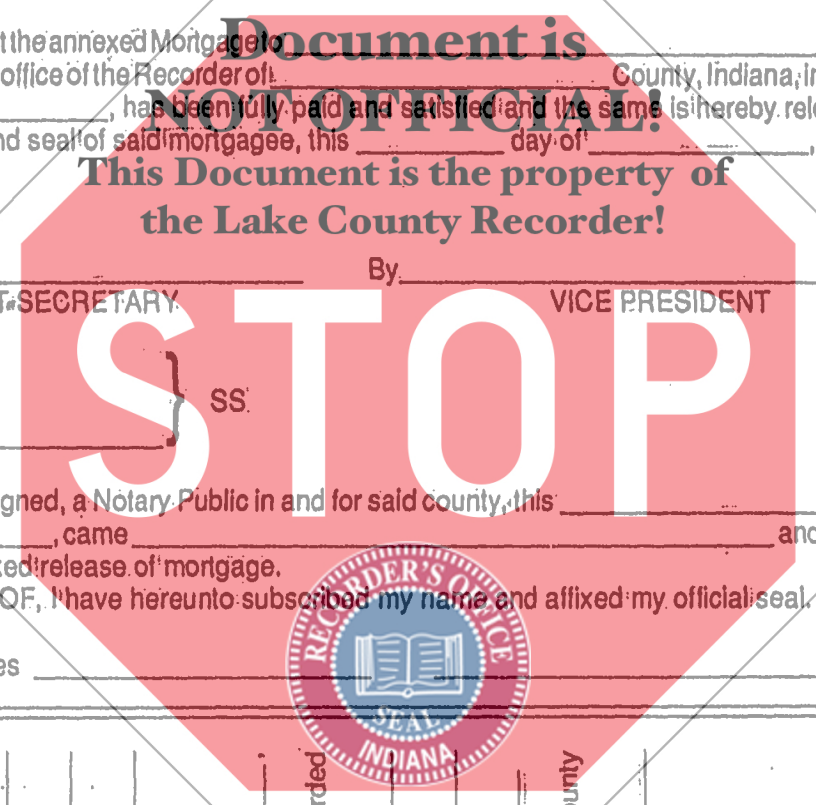 t the annexed Mortgage to
Document is
office of the Recorder of County, Indiana, in
NOT OFFICIAL!
, has been fully paid and satisfied and the same is hereby rele
nd seal of said mortgagee, this day of ,
This Document is the property of
the Lake County Recorder!
By
T SECRETARY VICE PRESIDENT
STOP
} SS
gned, a Notary Public in and for said county, this
, came and
ed release of mortgage.
OF, I have hereunto subscribed my name and affixed my official seal.
RECORDER'S OFFICE
es
SEAL
INDIANA
rded
unty